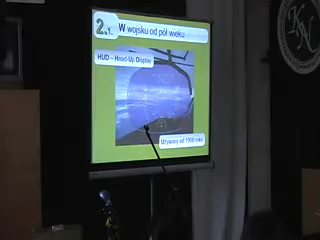 2.1. W wojsku od pół wieku
HUD – Head-Up Display
Używany od 1958 roku